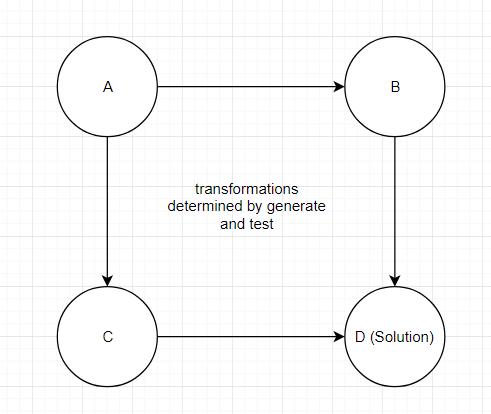 A
B
transformations
determined by generate
and test
C
D (Solution)